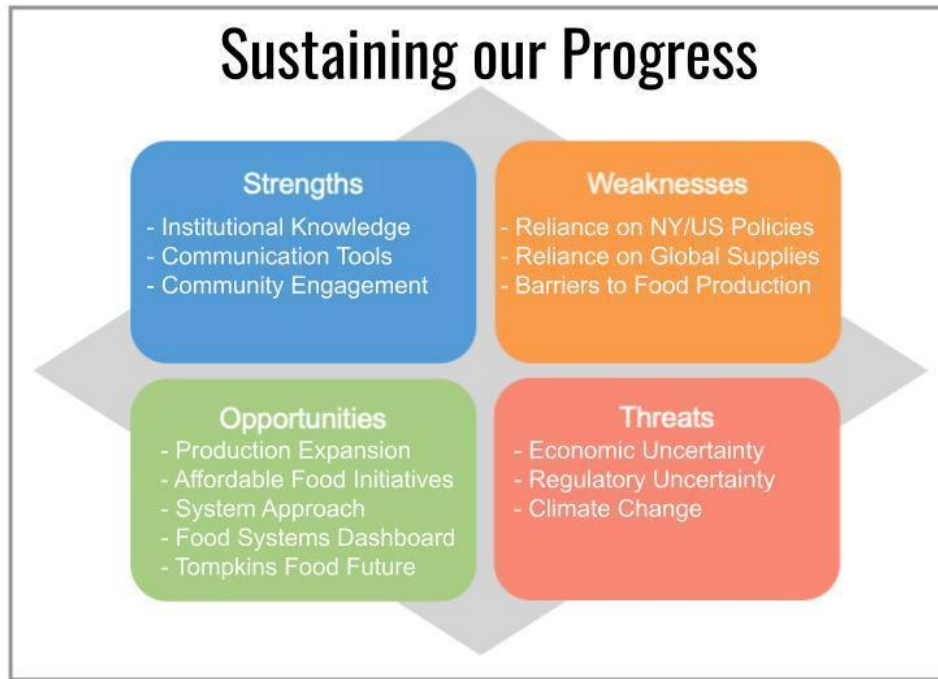 Sustaining our Progress
Strengths
- Institutional Knowledge
- Communication Tools
- Community Engagement
Weaknesses
- Reliance on NY/US Policies
- Reliance on Global Supplies
- Barriers to Food Production
Opportunities
- Production Expansion
- Affordable Food Initiatives
- System Approach
- Food Systems Dashboard
- Tompkins Food Future
Threats
- Economic Uncertainty
- Regulatory Uncertainty
- Climate Change